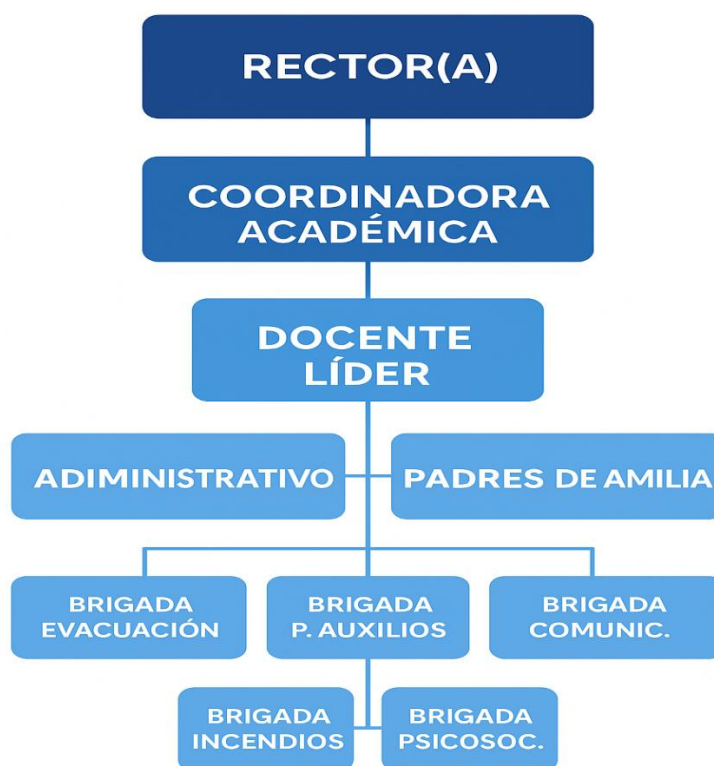 RECTOR(A)
COORDINADORA
ACADÉMICA
DOCENTE
LÍDER
ADIMINISTRATIVO
PADRES DE AMILIA
BRIGADA
EVACUACIÓN
BRIGADA
P. AUXILIOS
BRIGADA
COMUNIC.
BRIGADA
INCENDIOS
BRIGADA
PSICOSOC.